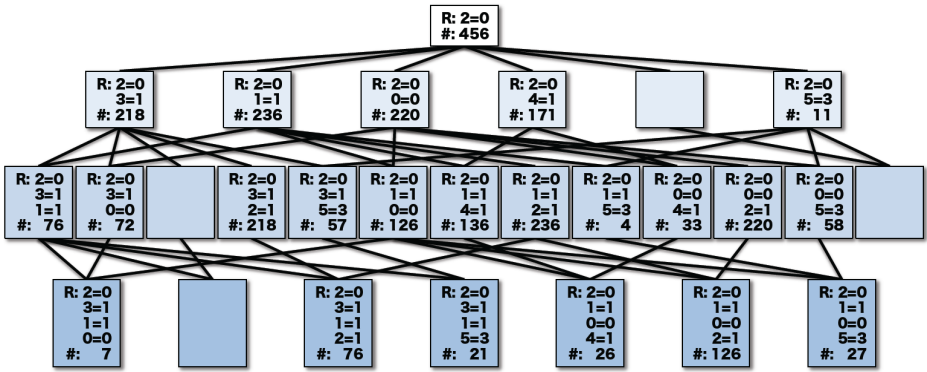 R: 2=0
#: 456
R: 2=0
3=1
#: 218
R: 2=0
1=1
#: 236
R: 2=0
0=0
#: 220
R: 2=0
4=1
#: 171
R: 2=0
5=3
#: 11
R: 2=0
3=1
1=1
#: 76
R: 2=0
3=1
0=0
#: 72
R: 2=0
3=1
2=1
#: 218
R: 2=0
3=1
5=3
#: 57
R: 2=0
1=1
0=0
#: 126
R: 2=0
1=1
4=1
#: 136
R: 2=0
1=1
2=1
#: 236
R: 2=0
1=1
5=3
#: 4
R: 2=0
0=0
4=1
#: 33
R: 2=0
0=0
2=1
#: 220
R: 2=0
0=0
5=3
#: 58
R: 2=0
3=1
1=1
0=0
#: 7
R: 2=0
3=1
1=1
2=1
#: 76
R: 2=0
3=1
1=1
5=3
#: 21
R: 2=0
1=1
0=0
4=1
#: 26
R: 2=0
1=1
0=0
2=1
#: 126
R: 2=0
1=1
0=0
5=3
#: 27